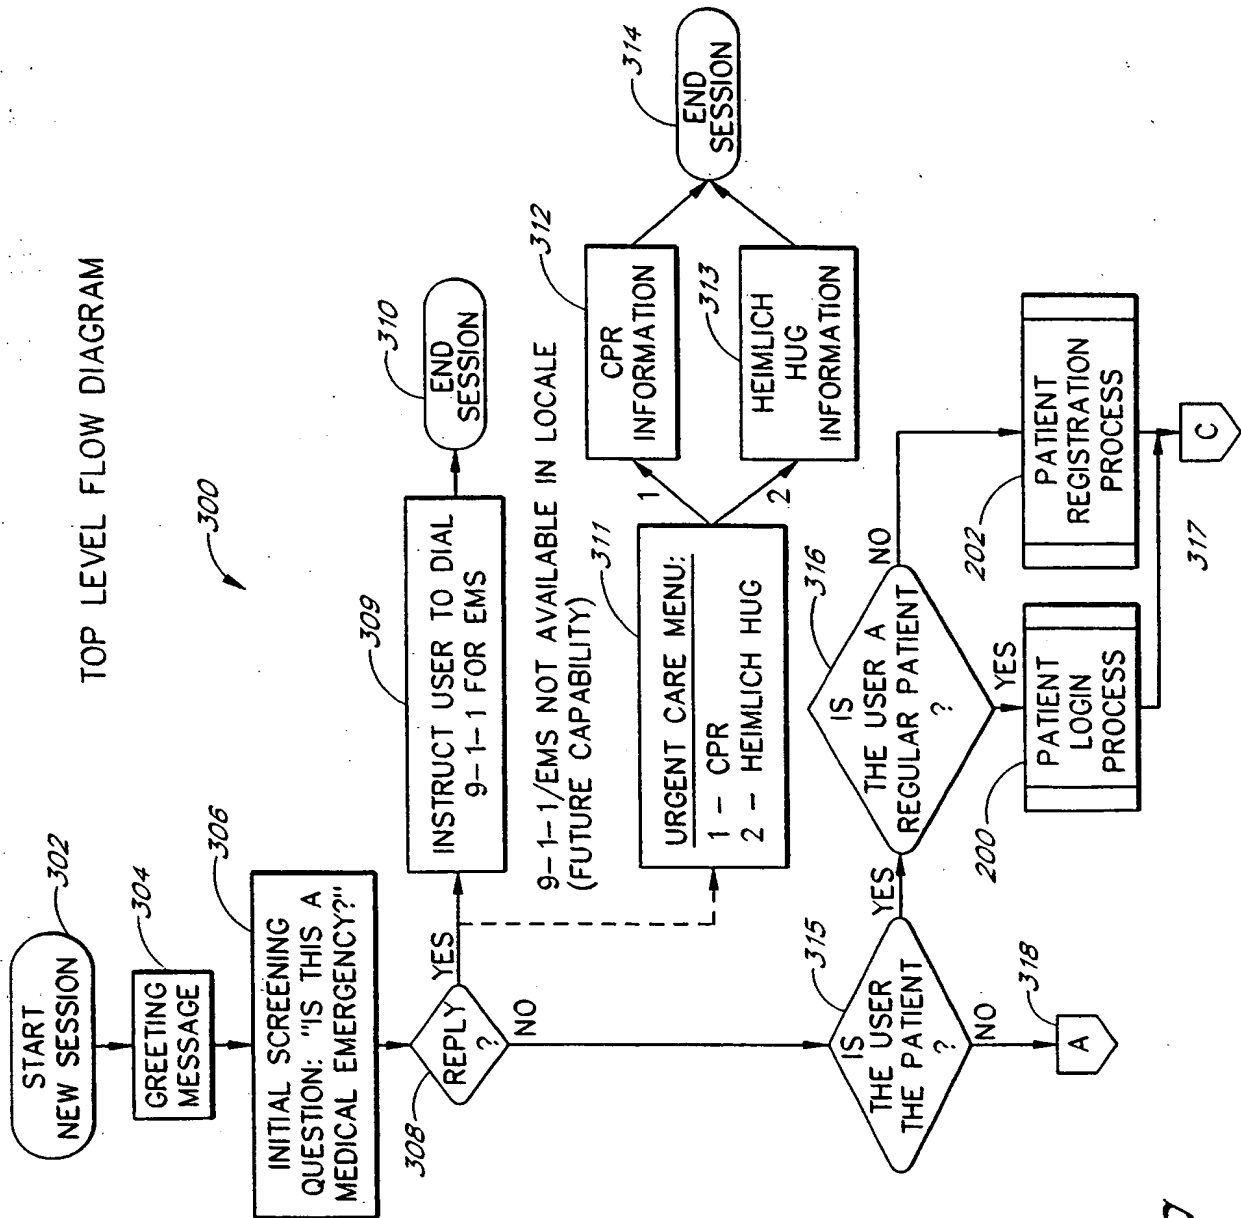 TOP LEVEL FLOW DIAGRAM
300
START
NEW SESSION
302
GREETING
MESSAGE
304
INITIAL SCREENING
QUESTION: "IS THIS A
MEDICAL EMERGENCY?"
306
REPLY
?
308
YES
NO
INSTRUCT USER TO DIAL
9-1-1 FOR EMS
309
END
SESSION
310
9-1-1/EMS NOT AVAILABLE IN LOCALE
(FUTURE CAPABILITY)
URGENT CARE MENU:
1 - CPR
2 - HEIMLICH HUG
311
1
2
CPR
INFORMATION
312
HEIMLICH
HUG
INFORMATION
313
END
SESSION
314
IS
THE USER
THE PATIENT
?
315
YES
NO
A
318
IS
THE USER A
REGULAR PATIENT
?
316
YES
NO
PATIENT
LOGIN
PROCESS
200
PATIENT
REGISTRATION
PROCESS
202
317
C